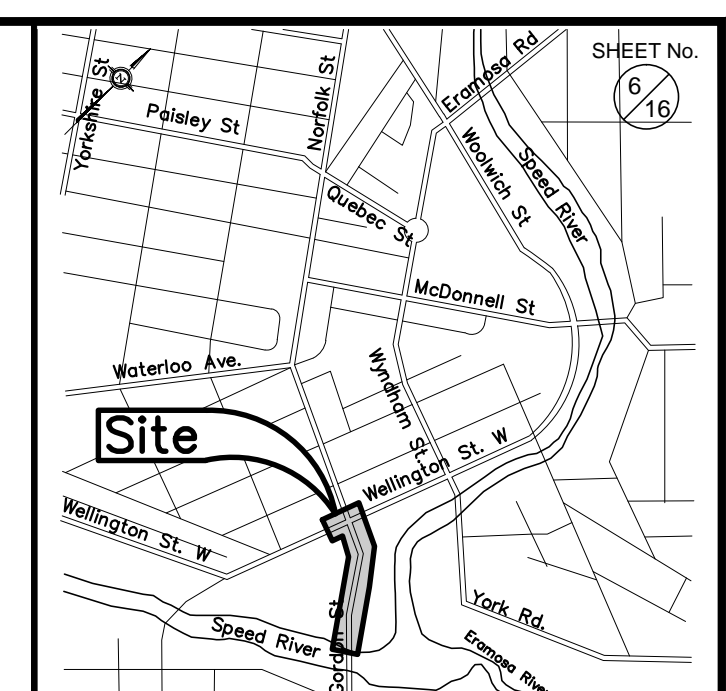 SHEET No.
6
16
Yorkshire St
N
Paisley St
Norfolk St
Eramosa Rd
Woolwich St
Speed River
Quebec St
McDonnell St
Waterloo Ave.
Wyndham St.
Site
Wellington St. W
Wellington St. W
Gordon St
Speed River
York Rd.
Eramosa River